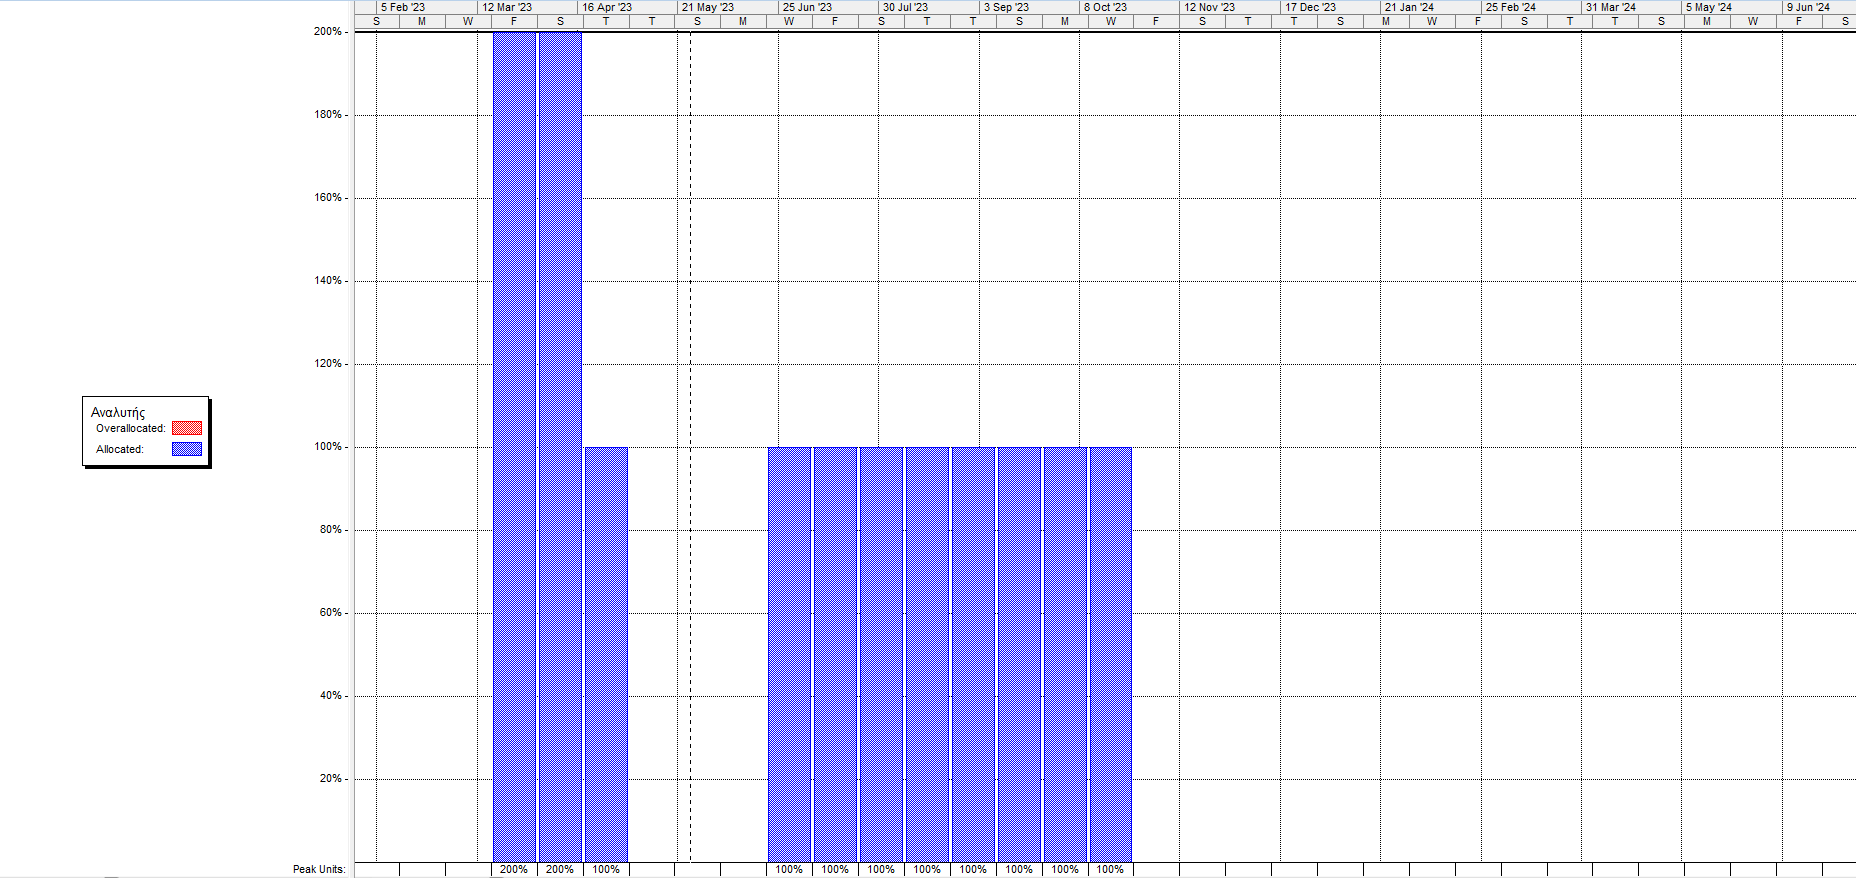 5 Feb '23 12 Mar '23 16 Apr '23 21 May '23 25 Jun '23 30 Jul '23 3 Sep '23 8 Oct '23 12 Nov '23 17 Dec '23 21 Jan '24 25 Feb '24 31 Mar '24 5 May '24 9 Jun '24
S M W F S T T S M W F S T T S M W F S T T S M W F S T T S M W F S
200%
180%
160%
140%
120%
100%
80%
60%
40%
20%
Αναλυτής
Overallocated:
Allocated:
Peak Units: 200% 200% 100% 100% 100% 100% 100% 100% 100% 100% 100%